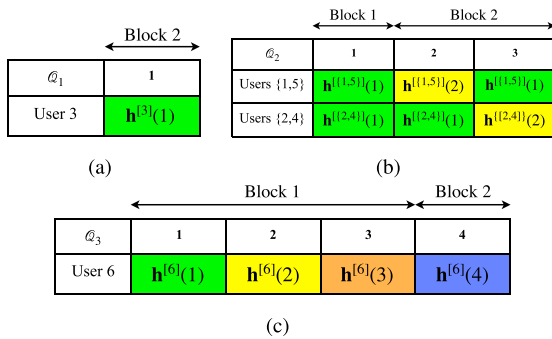 Block 2
𝒬₁ 1
User 3 h^[3](1)
(a)
Block 1 Block 2
𝒬₂ 1 2 3
Users {1,5} h^[{1,5}](1) h^[{1,5}](2) h^[{1,5}](1)
Users {2,4} h^[{2,4}](1) h^[{2,4}](1) h^[{2,4}](2)
(b)
Block 1 Block 2
𝒬₃ 1 2 3 4
User 6 h^[6](1) h^[6](2) h^[6](3) h^[6](4)
(c)